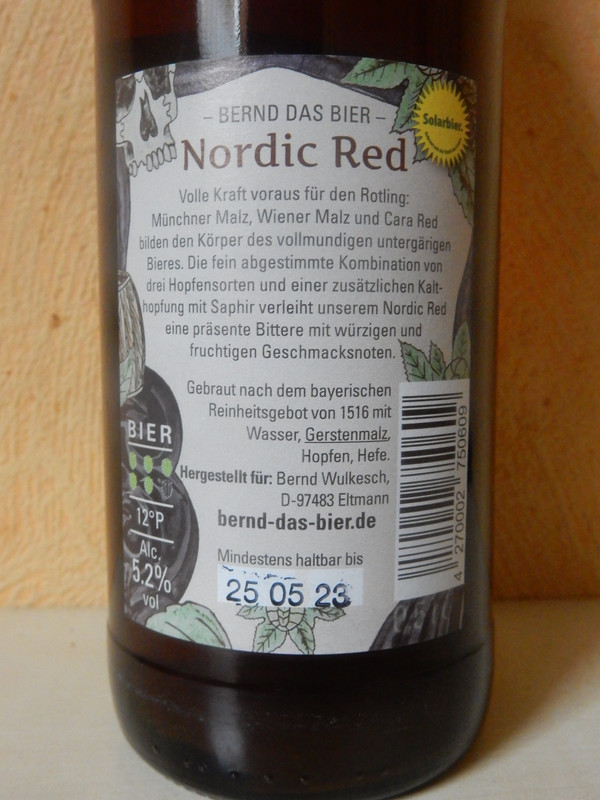 – BERND DAS BIER –
Nordic Red
Solarbier.
Volle Kraft voraus für den Rotling:
Münchner Malz, Wiener Malz und Cara Red
bilden den Körper des vollmundigen untergärigen
Bieres. Die fein abgestimmte Kombination von
drei Hopfensorten und einer zusätzlichen Kalt-
hopfung mit Saphir verleiht unserem Nordic Red
eine präsente Bittere mit würzigen und
fruchtigen Geschmacksnoten.
Gebraut nach dem bayerischen
Reinheitsgebot von 1516 mit
Wasser, Gerstenmalz,
Hopfen, Hefe.
Hergestellt für: Bernd Wulkesch,
D-97483 Eltmann
bernd-das-bier.de
Mindestens haltbar bis
25 05 23
BIER
12°P
Alc.
5.2%
vol
4 270002 750609
0,5 L